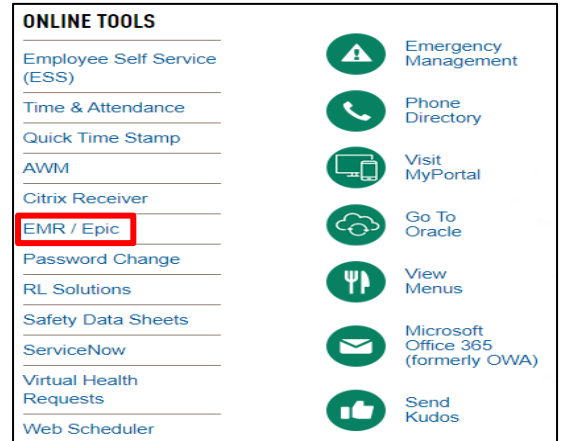 ONLINE TOOLS
Employee Self Service
(ESS)
Time & Attendance
Quick Time Stamp
AWM
Citrix Receiver
EMR / Epic
Password Change
RL Solutions
Safety Data Sheets
ServiceNow
Virtual Health
Requests
Web Scheduler
Emergency
Management
Phone
Directory
Visit
MyPortal
Go To
Oracle
View
Menus
Microsoft
Office 365
(formerly OWA)
Send
Kudos